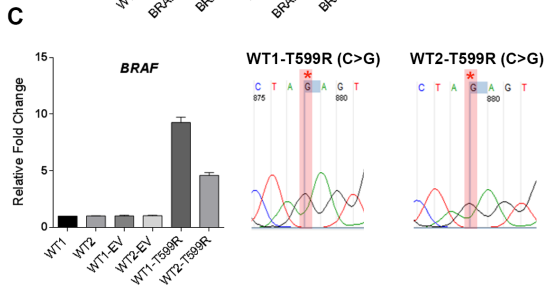 C
BRAF
Relative Fold Change
15
10
5
0
WT1
WT2
WT1-EV
WT2-EV
WT1-T599R
WT2-T599R
WT1-T599R (C>G)
*
C T A G A G T
875 880
WT2-T599R (C>G)
*
C T A G A G T
880